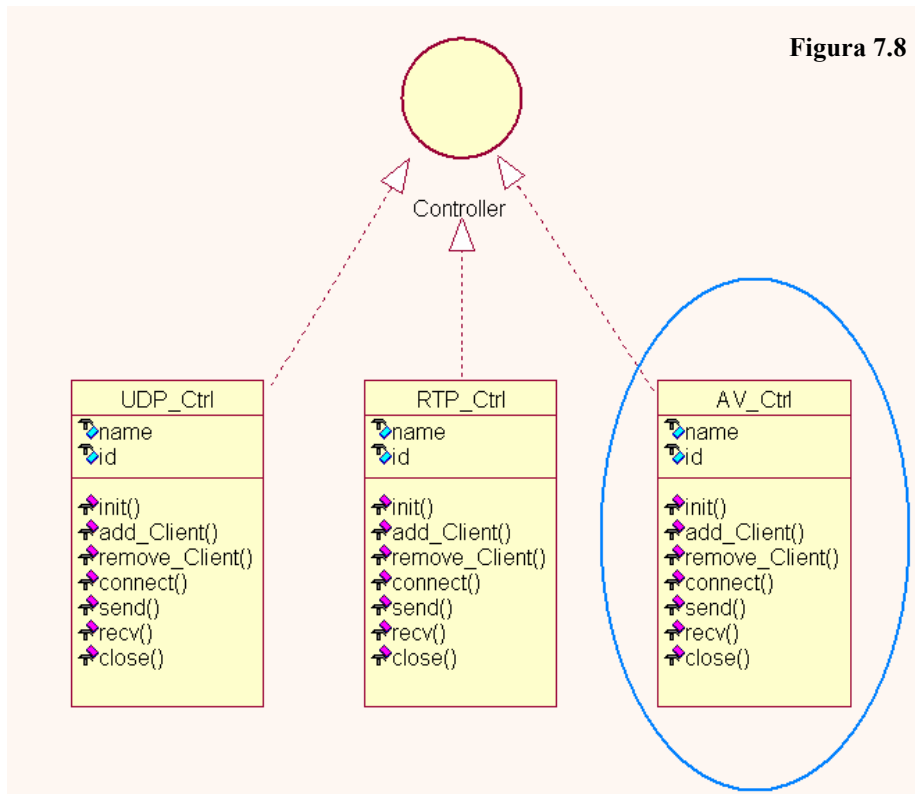 Figura 7.8
Controller
UDP_Ctrl
name
id
init()
add_Client()
remove_Client()
connect()
send()
recv()
close()
RTP_Ctrl
name
id
init()
add_Client()
remove_Client()
connect()
send()
recv()
close()
AV_Ctrl
name
id
init()
add_Client()
remove_Client()
connect()
send()
recv()
close()